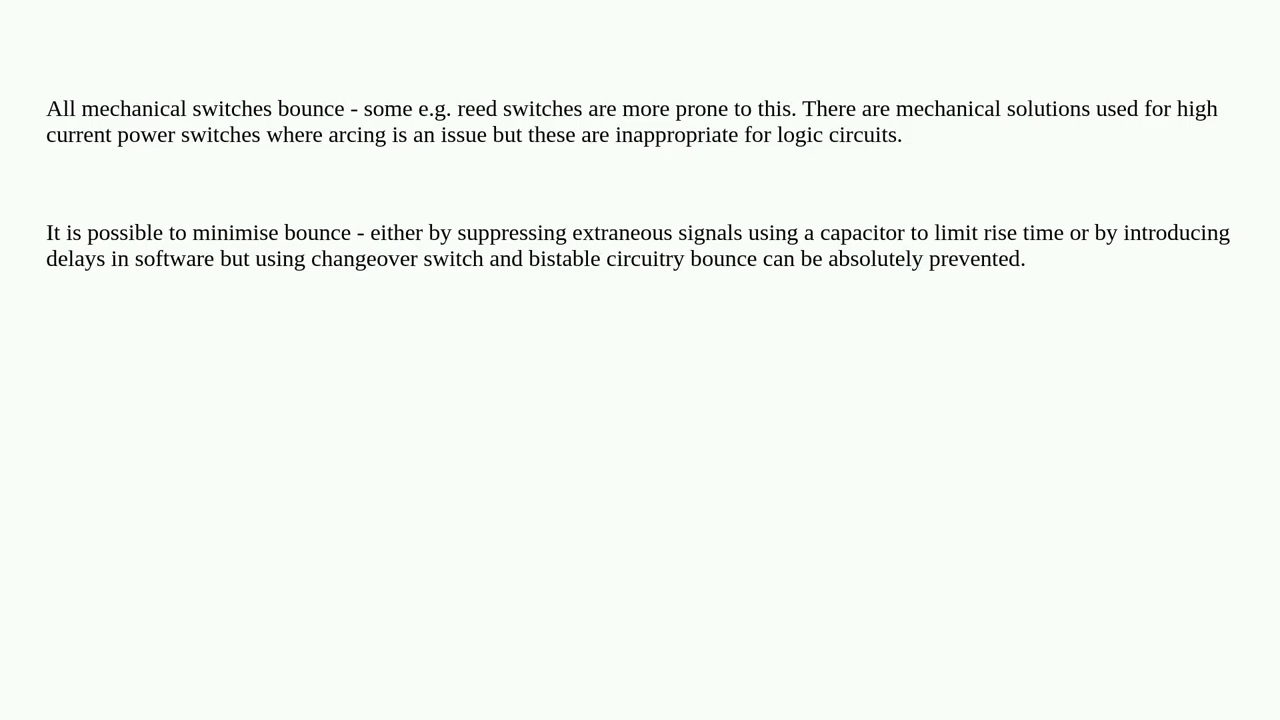 All mechanical switches bounce - some e.g. reed switches are more prone to this. There are mechanical solutions used for high
current power switches where arcing is an issue but these are inappropriate for logic circuits.
It is possible to minimise bounce - either by suppressing extraneous signals using a capacitor to limit rise time or by introducing
delays in software but using changeover switch and bistable circuitry bounce can be absolutely prevented.